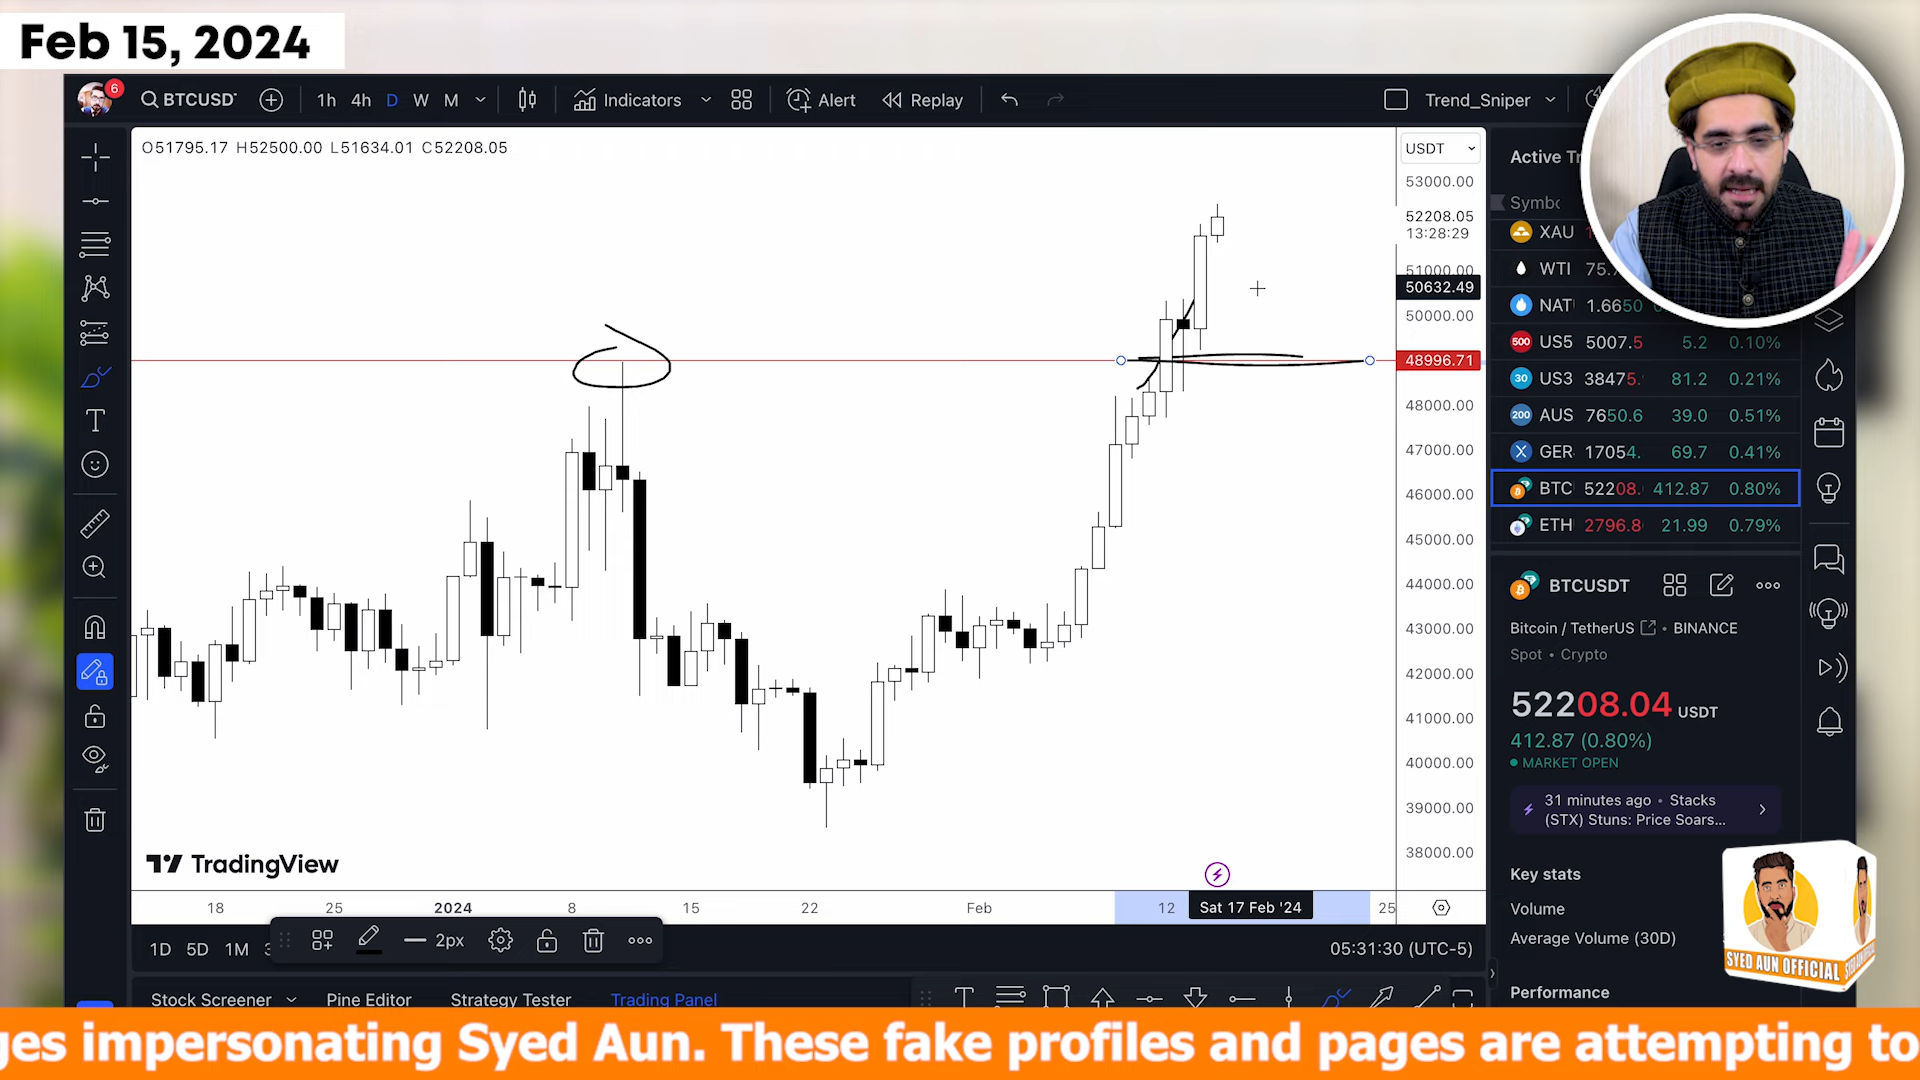 Feb 15, 2024
6
BTCUSD
1h 4h D W M
Indicators
Alert
Replay
Trend_Sniper
O51795.17 H52500.00 L51634.01 C52208.05
USDT
53000.00
52208.05
13:28:29
51000.00
50632.49
50000.00
48996.71
48000.00
47000.00
46000.00
45000.00
44000.00
43000.00
42000.00
41000.00
40000.00
39000.00
38000.00
TradingView
18 25 2024 8 15 22 Feb 12 Sat 17 Feb '24 25
1D 5D 1M
2px
05:31:30 (UTC-5)
Stock Screener Pine Editor Strategy Tester Trading Panel
Active Tr
Symbo
XAU
WTI 75.
NAT 1.6650
500 US5 5007.5 5.2 0.10%
30 US3 38475. 81.2 0.21%
200 AUS 7650.6 39.0 0.51%
X GER 17054. 69.7 0.41%
BTC 52208. 412.87 0.80%
ETH 2796.8 21.99 0.79%
BTCUSDT
Bitcoin / TetherUS • BINANCE
Spot • Crypto
52208.04 USDT
412.87 (0.80%)
MARKET OPEN
31 minutes ago • Stacks
(STX) Stuns: Price Soars...
Key stats
Volume
Average Volume (30D)
Performance
SYED AUN OFFICIAL
ges impersonating Syed Aun. These fake profiles and pages are attempting to